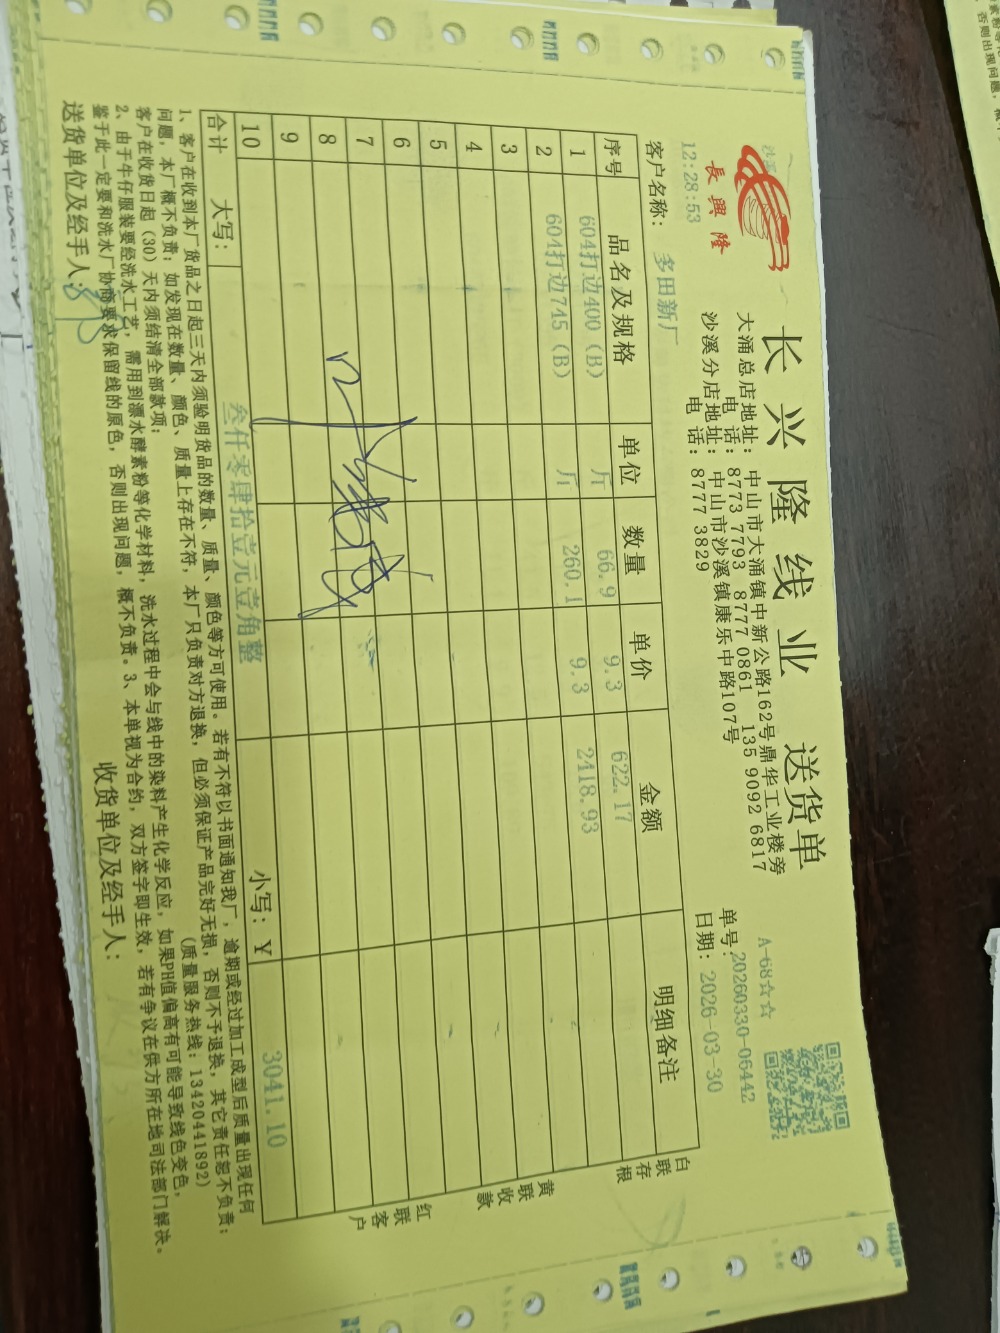 長興隆
长兴隆线业 送货单
A-68☆☆
大涌总店地址: 中山市大涌镇中新公路162号鼎华工业楼旁
电 话: 8773 7793 8777 0861 135 9092 6817
沙溪分店地址: 中山市沙溪镇康乐中路107号
电 话: 8777 3829
单号: 20260330-06442
12:28:53
日期: 2026-03-30
客户名称: 多田新厂
序号 品名及规格 单位 数量 单价 金额 明细备注
1 604打边400 (B) 斤 66.9 9.3 622.17
2 604打边745 (B) 斤 260.1 9.3 2418.93
3
4
5
6
7
8
9
10
合计 大写: 叁仟零肆拾壹元壹角整 小写: ¥ 3041.10
白联存根
黄联收款
红联客户
1、客户在收到本厂货品之日起三天内须验明货品的数量、质量、颜色等方可使用。若有不符以书面通知我厂，逾期或经过加工成型后质量出现任何
问题，本厂概不负责；如发现在数量、颜色、质量上存在不符，本厂只负责对方退换，但必须保证产品完好无损，否则不予退换，其它责任恕不负责；
客户在收货日起（30）天内须结清全部款项； (质量服务热线: 13420441892)
2、由于牛仔服装要经洗水工艺，需用到漂水酵素粉等化学材料，洗水过程中会与线中的染料产生化学反应，如果PH值偏高有可能导致线色变色，
鉴于此一定要和洗水厂协商要求保留线的原色，否则出现问题，概不负责。3、本单视为合约，双方签字即生效，若有争议在供方所在地司法部门解决。
送货单位及经手人: 收货单位及经手人: